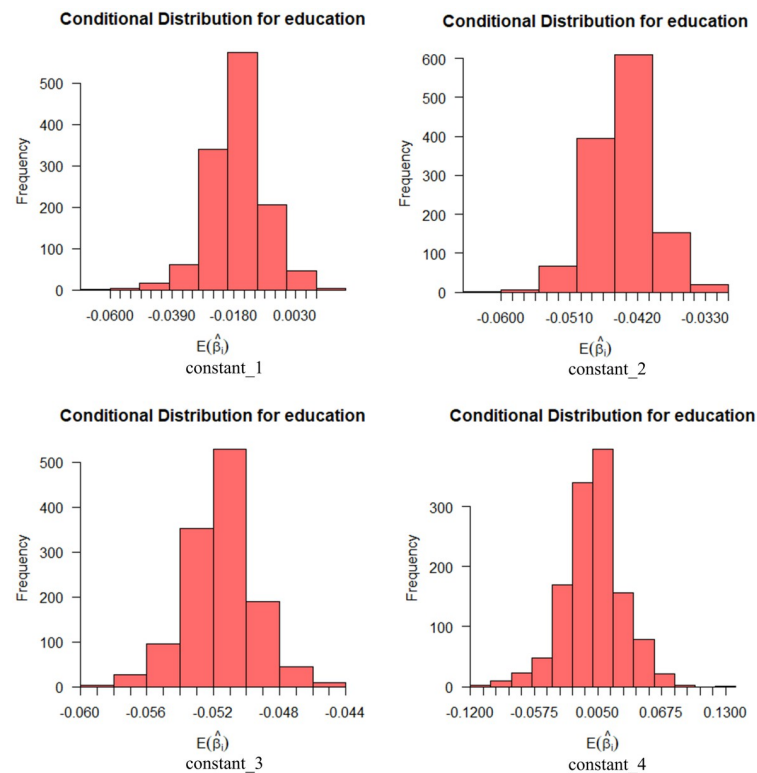 Conditional Distribution for education
Frequency
500
400
300
200
100
0
-0.0600 -0.0390 -0.0180 0.0030
E(β̂ᵢ)
constant_1
Conditional Distribution for education
Frequency
600
500
400
300
200
100
0
-0.0600 -0.0510 -0.0420 -0.0330
E(β̂ᵢ)
constant_2
Conditional Distribution for education
Frequency
500
400
300
200
100
0
-0.060 -0.056 -0.052 -0.048 -0.044
E(β̂ᵢ)
constant_3
Conditional Distribution for education
Frequency
300
200
100
0
-0.1200 -0.0575 0.0050 0.0675 0.1300
E(β̂ᵢ)
constant_4